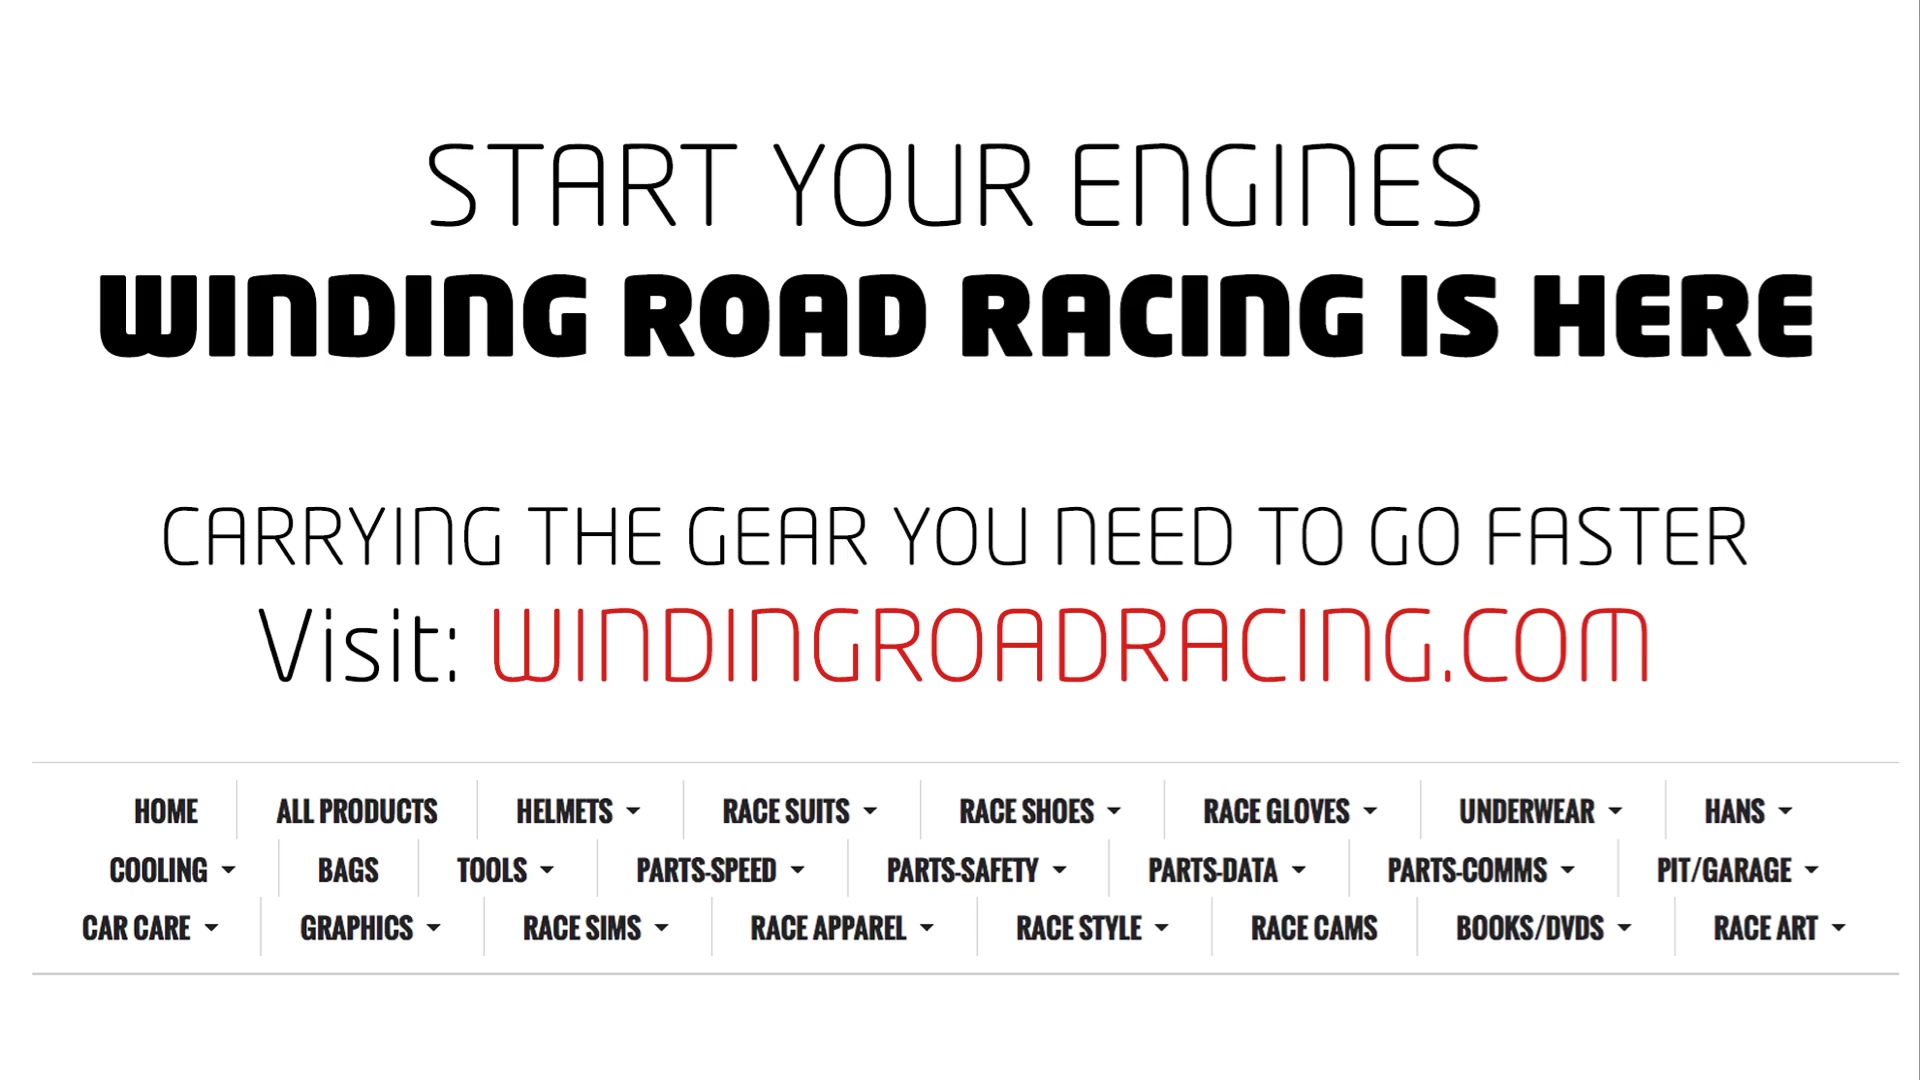 START YOUR ENGINES
WINDING ROAD RACING IS HERE
CARRYING THE GEAR YOU NEED TO GO FASTER
Visit: WINDINGROADRACING.COM
HOME ALL PRODUCTS HELMETS RACE SUITS RACE SHOES RACE GLOVES UNDERWEAR HANS
COOLING BAGS TOOLS PARTS-SPEED PARTS-SAFETY PARTS-DATA PARTS-COMMS PIT/GARAGE
CAR CARE GRAPHICS RACE SIMS RACE APPAREL RACE STYLE RACE CAMS BOOKS/DVDS RACE ART